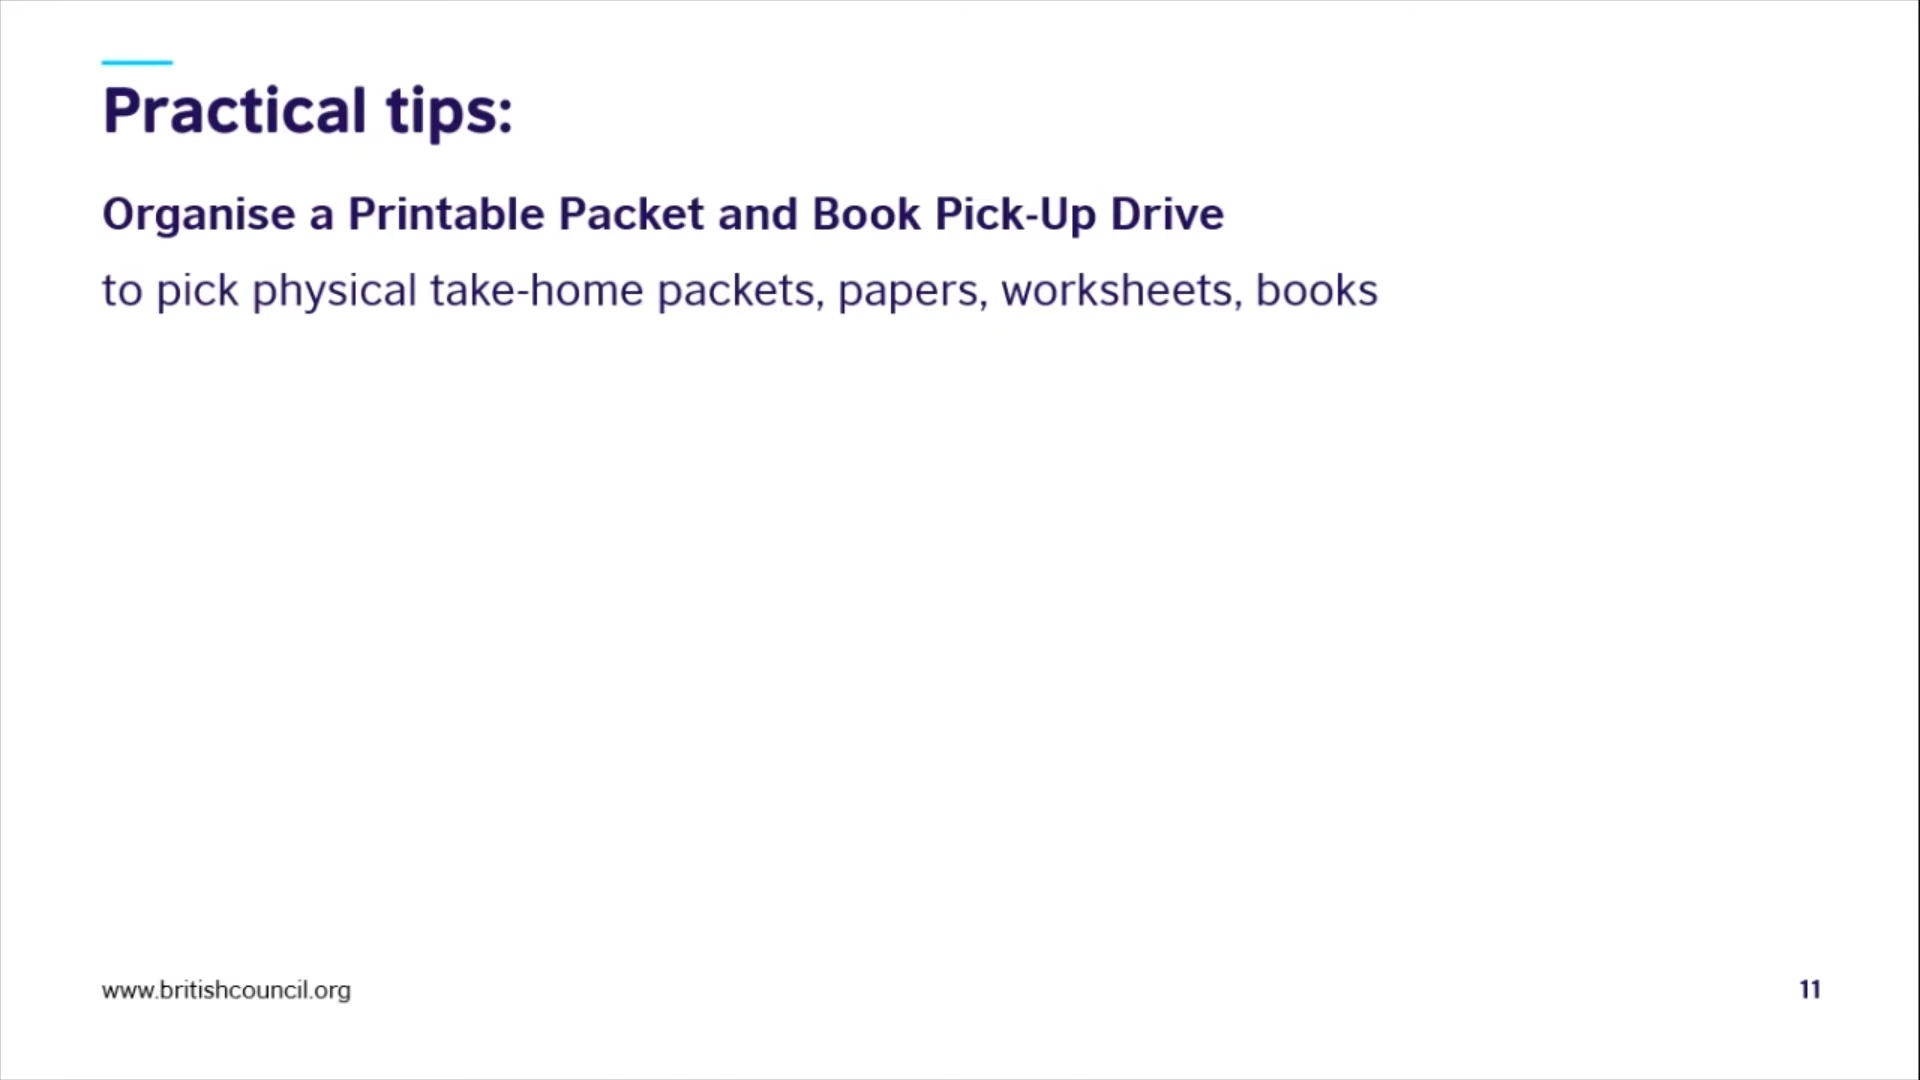 Practical tips:
Organise a Printable Packet and Book Pick-Up Drive
to pick physical take-home packets, papers, worksheets, books
www.britishcouncil.org
11